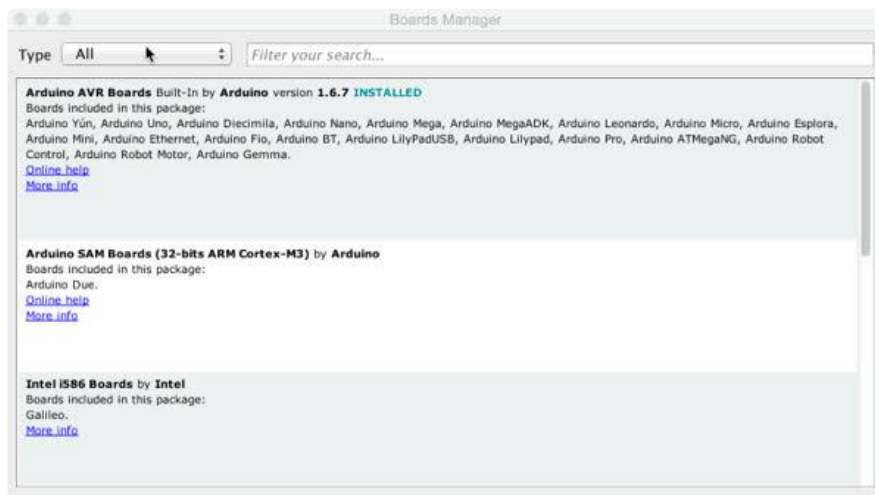 Boards Manager
Type All Filter your search...
Arduino AVR Boards Built-In by Arduino version 1.6.7 INSTALLED
Boards included in this package:
Arduino Yún, Arduino Uno, Arduino Diecimila, Arduino Nano, Arduino Mega, Arduino MegaADK, Arduino Leonardo, Arduino Micro, Arduino Esplora,
Arduino Mini, Arduino Ethernet, Arduino Fio, Arduino BT, Arduino LilyPadUSB, Arduino Lilypad, Arduino Pro, Arduino ATMegaNG, Arduino Robot
Control, Arduino Robot Motor, Arduino Gemma.
Online help
More info
Arduino SAM Boards (32-bits ARM Cortex-M3) by Arduino
Boards included in this package:
Arduino Due.
Online help
More info
Intel i586 Boards by Intel
Boards included in this package:
Galileo.
More info